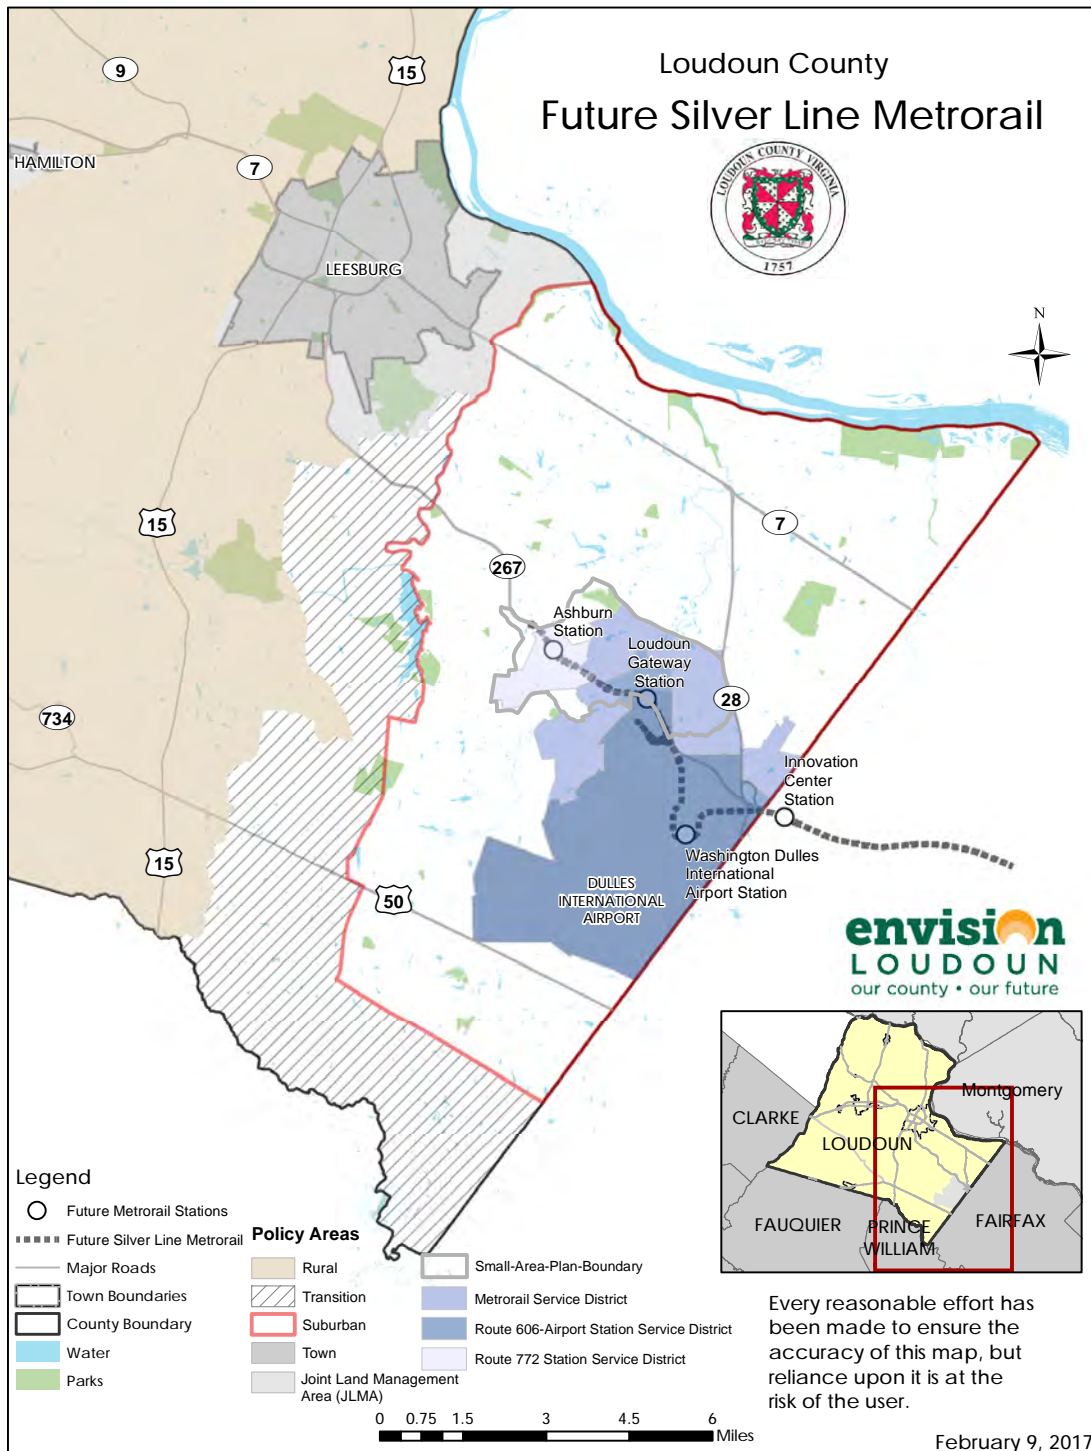 Loudoun County
Future Silver Line Metrorail
LOUDOUN COUNTY VIRGINIA
1757
N
9
15
HAMILTON
7
LEESBURG
15
7
267
Ashburn
Station
Loudoun
Gateway
Station
28
734
Innovation
Center
Station
15
50
Washington Dulles
International
Airport Station
DULLES
INTERNATIONAL
AIRPORT
envision
LOUDOUN
our county • our future
Montgomery
CLARKE
LOUDOUN
FAUQUIER
PRINCE
WILLIAM
FAIRFAX
Legend
Future Metrorail Stations
Future Silver Line Metrorail
Major Roads
Town Boundaries
County Boundary
Water
Parks
Policy Areas
Rural
Transition
Suburban
Town
Joint Land Management
Area (JLMA)
Small-Area-Plan-Boundary
Metrorail Service District
Route 606-Airport Station Service District
Route 772 Station Service District
0 0.75 1.5 3 4.5 6
Miles
Every reasonable effort has
been made to ensure the
accuracy of this map, but
reliance upon it is at the
risk of the user.
February 9, 2017